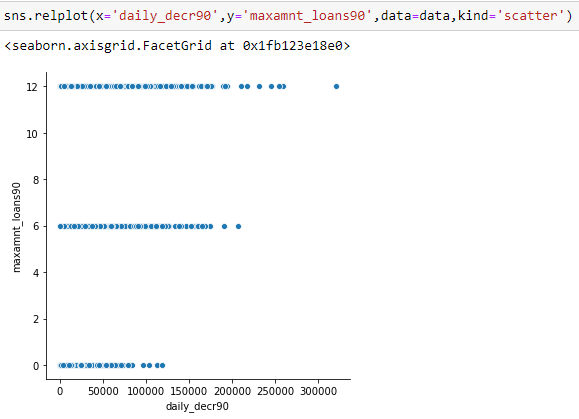 sns.relplot(x='daily_decr90',y='maxamnt_loans90',data=data,kind='scatter')
<seaborn.axisgrid.FacetGrid at 0x1fb123e18e0>
12
10
8
6
4
2
0
maxamnt_loans90
0 50000 100000 150000 200000 250000 300000
daily_decr90